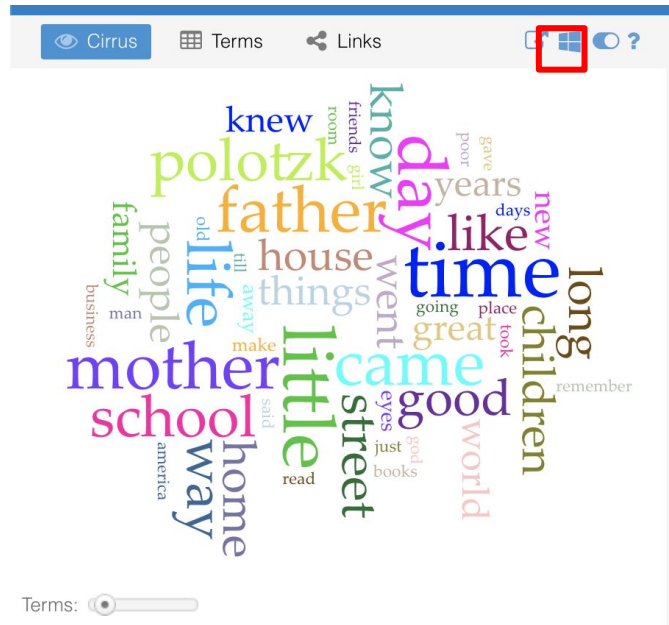 Cirrus Terms Links ?
know
knew room friends
polotzk girl day poor gave
father years
family people old life till house like days new
things went time long
business man away going place
make great took children
mother little came remember
school said street eyes good
way home just god world
america read books
Terms: